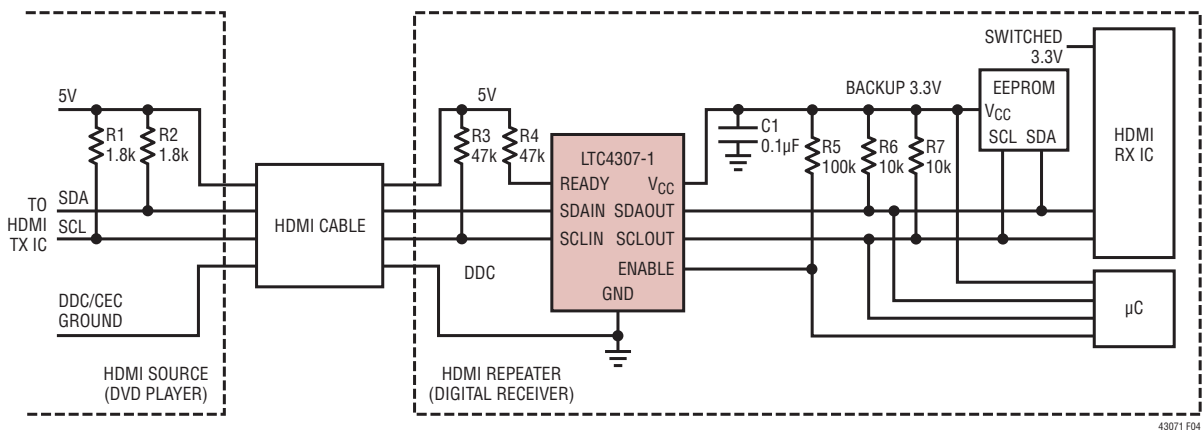 5V
R1
1.8k
R2
1.8k
TO
HDMI
TX IC
SDA
SCL
DDC/CEC
GROUND
HDMI SOURCE
(DVD PLAYER)
HDMI CABLE
5V
R3
47k
R4
47k
DDC
HDMI REPEATER
(DIGITAL RECEIVER)
LTC4307-1
READY
VCC
SDAIN
SDAOUT
SCLIN
SCLOUT
ENABLE
GND
C1
0.1µF
BACKUP 3.3V
R5
100k
R6
10k
R7
10k
SWITCHED
3.3V
EEPROM
VCC
SCL SDA
HDMI
RX IC
µC
43071 F04